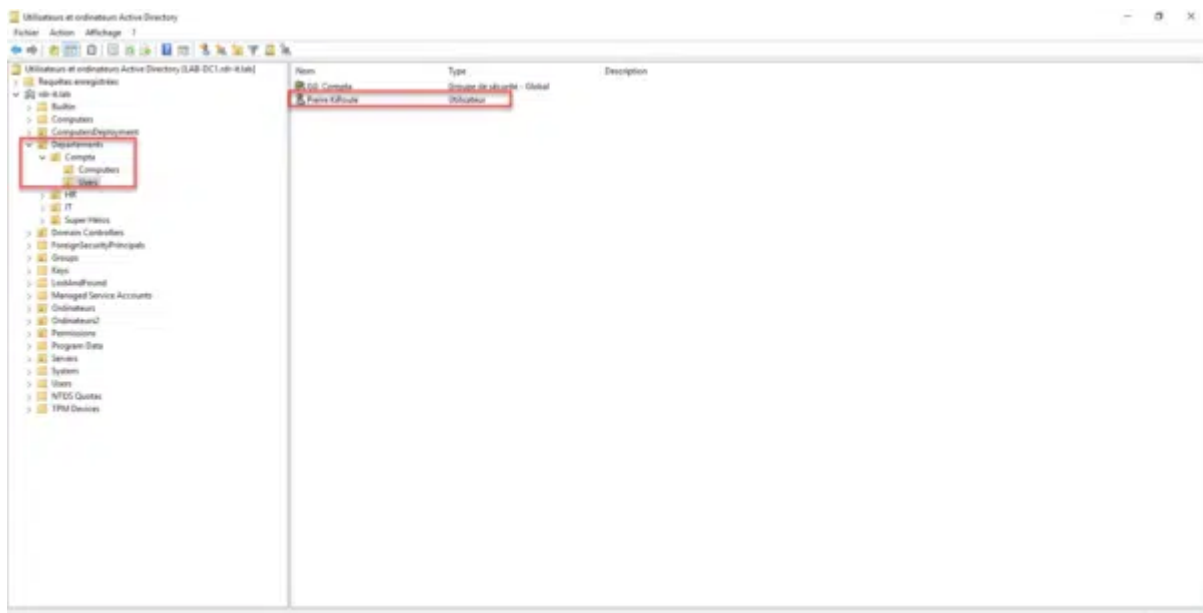 Utilisateurs et ordinateurs Active Directory
Fichier Action Affichage ?
Utilisateurs et ordinateurs Active Directory [LAB-DC1.rdr-it.lab]
Requêtes enregistrées
rdr-it.lab
Builtin
Computers
ComputersDeployment
Departements
Compta
Computers
Users
HR
IT
Super Héros
Domain Controllers
ForeignSecurityPrincipals
Groups
Keys
LostAndFound
Managed Service Accounts
Ordinateurs
Ordinateurs2
Permissions
Program Data
Servers
System
Users
NTDS Quotas
TPM Devices
Nom Type Description
GG_Compta Groupe de sécurité - Global
Pierre KiRoule Utilisateur